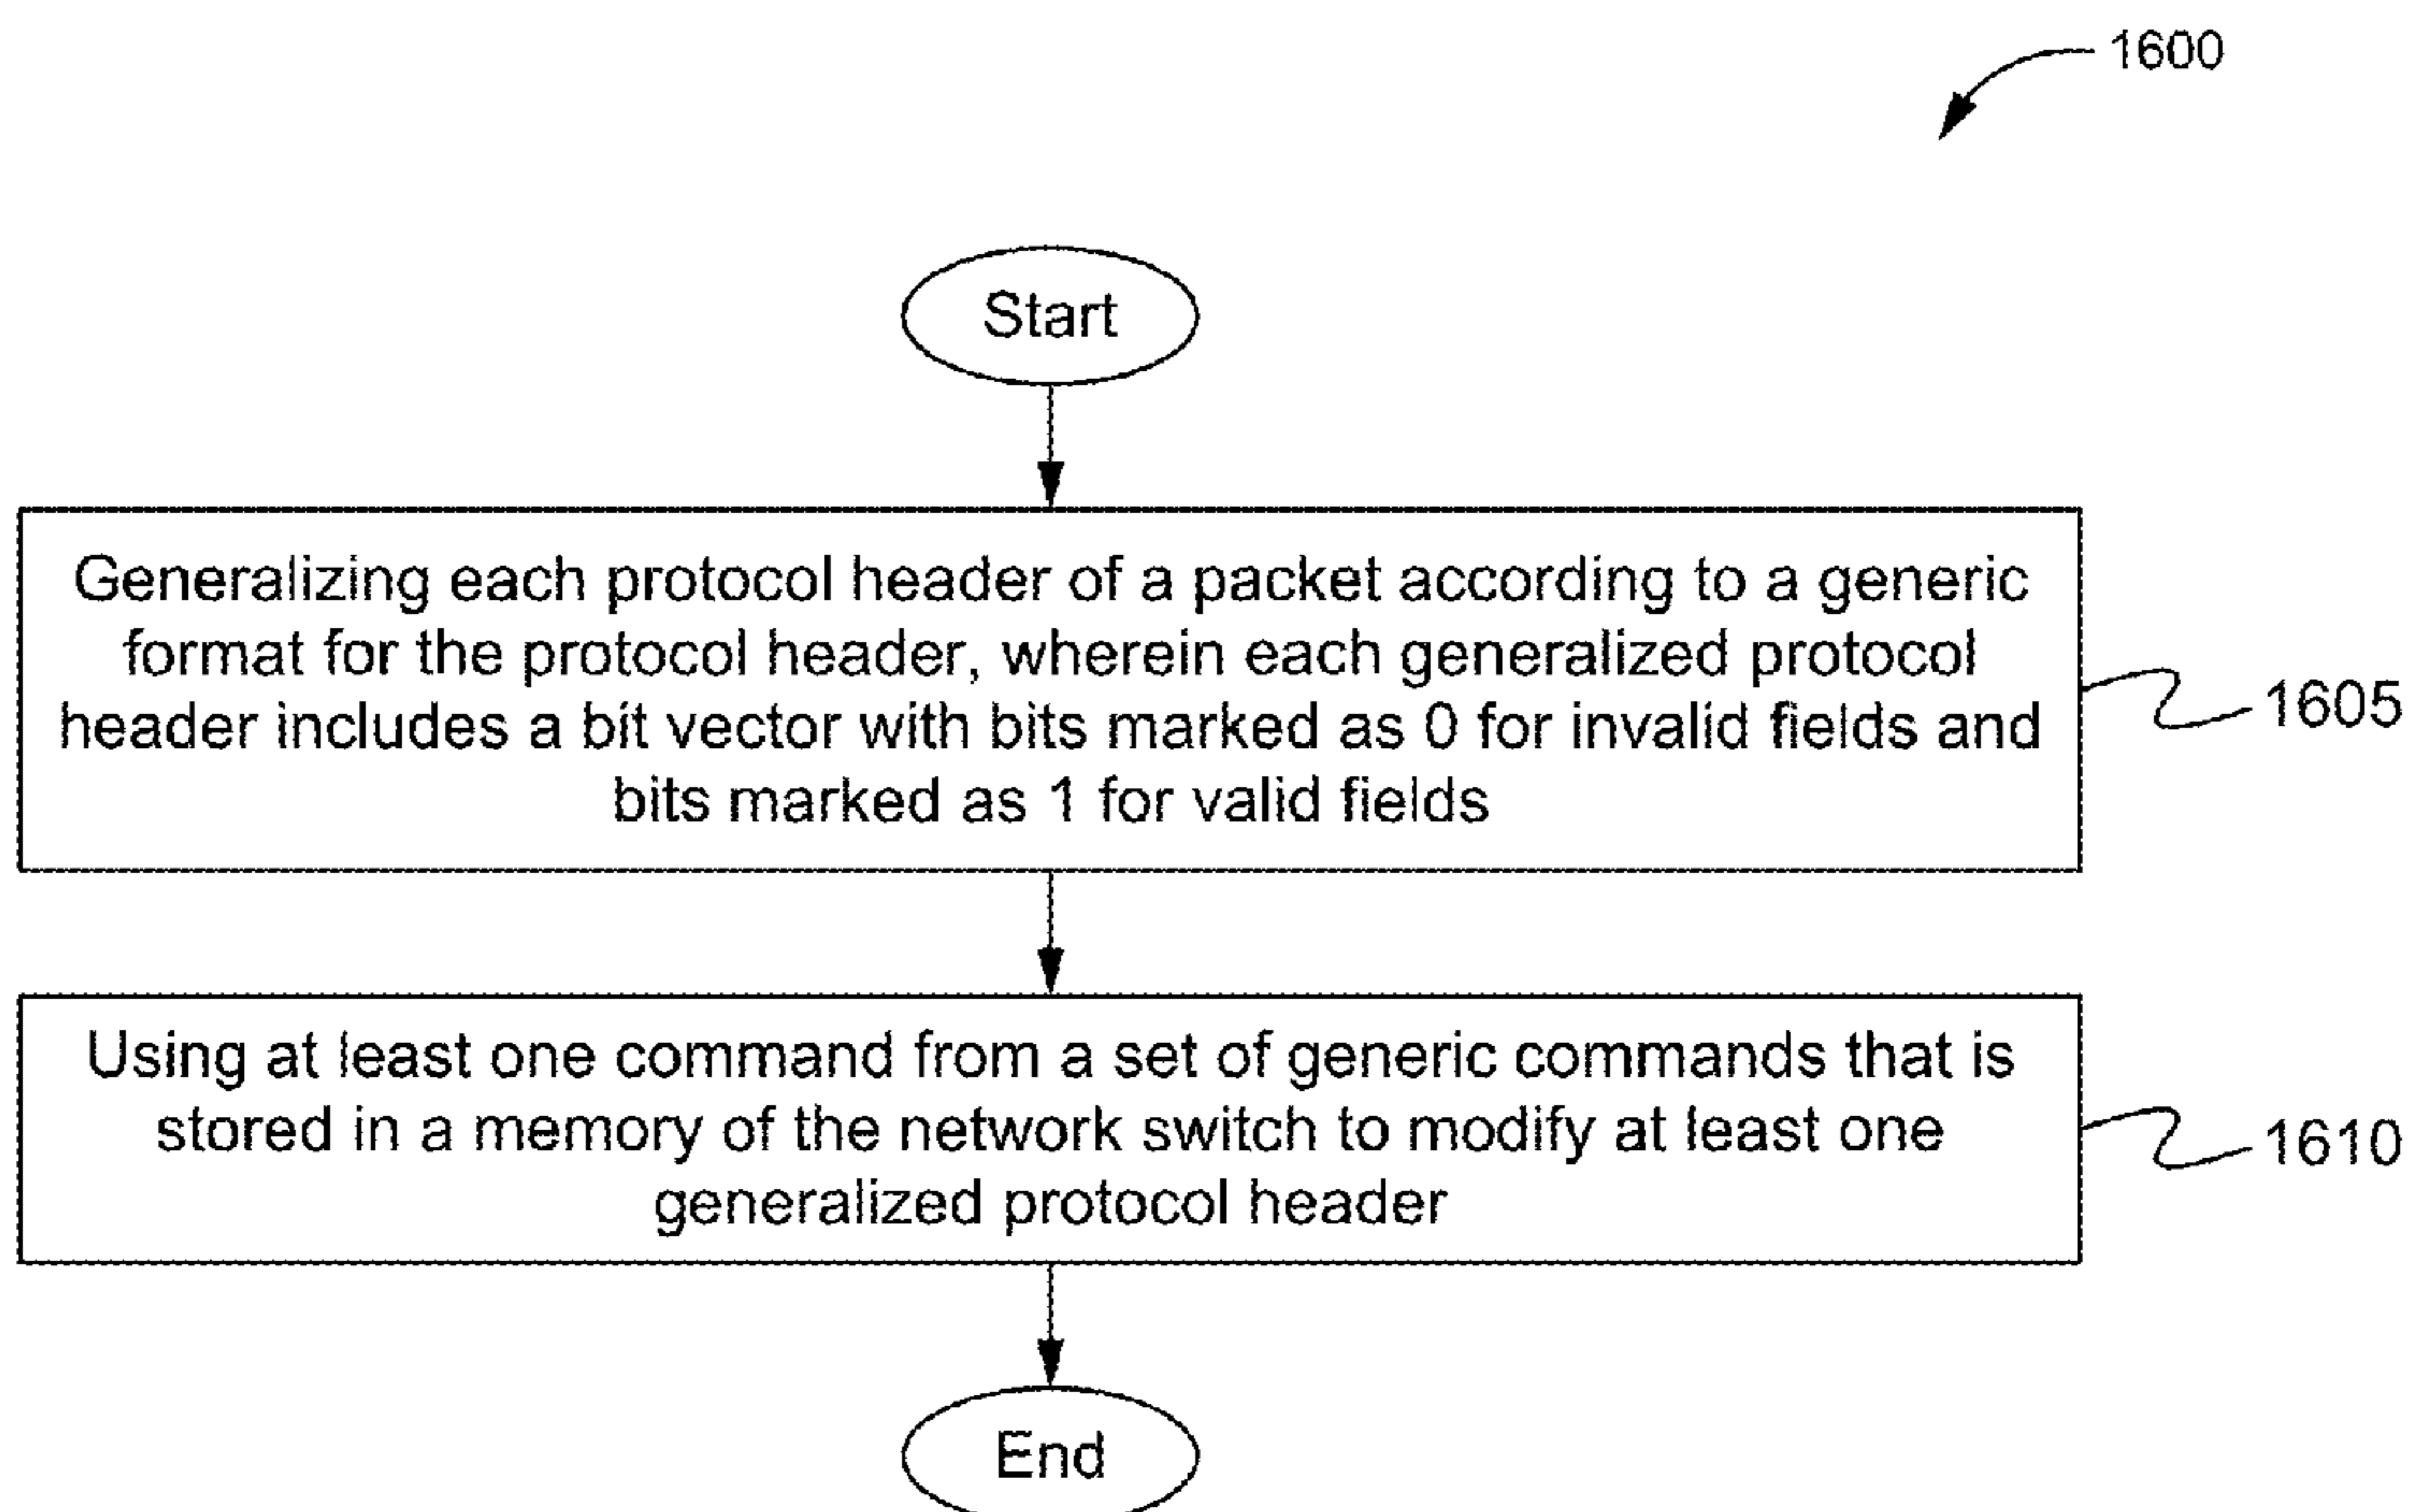 1600
Start
Generalizing each protocol header of a packet according to a generic
format for the protocol header, wherein each generalized protocol
header includes a bit vector with bits marked as 0 for invalid fields and
bits marked as 1 for valid fields
1605
Using at least one command from a set of generic commands that is
stored in a memory of the network switch to modify at least one
generalized protocol header
1610
End